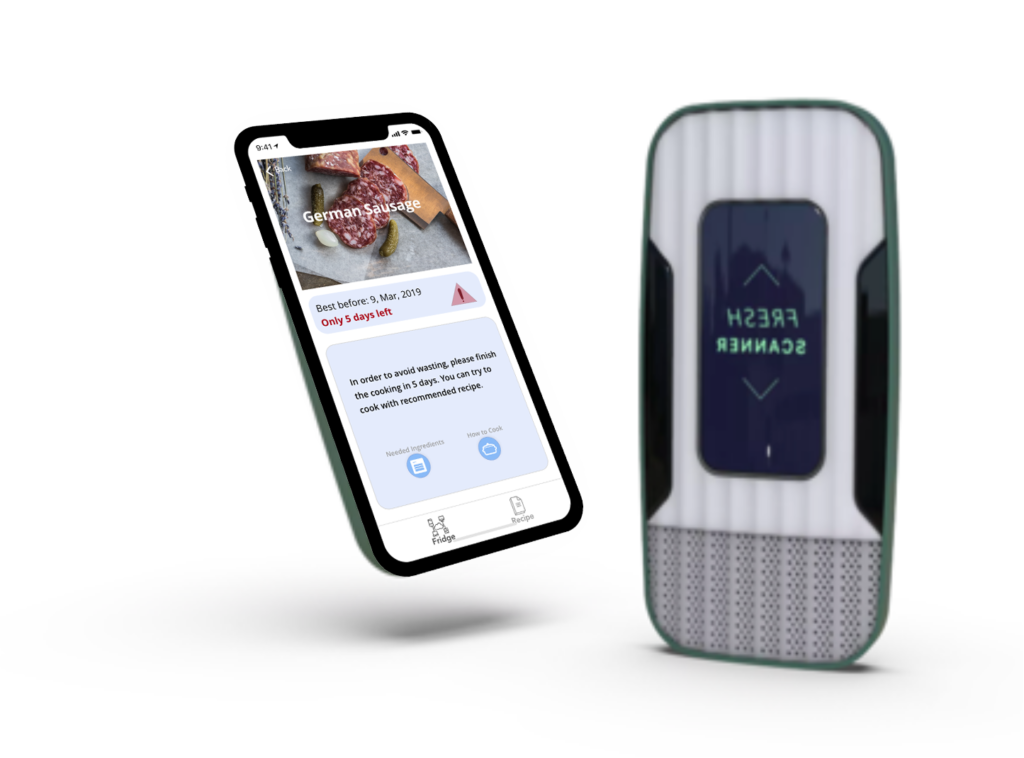 9:41
Back
German Sausage
Best before: 9, Mar, 2019
Only 5 days left
In order to avoid wasting, please finish
the cooking in 5 days. You can try to
cook with recommended recipe.
Needed Ingredients
How to Cook
Fridge
Recipe
FRESH
SCANNER